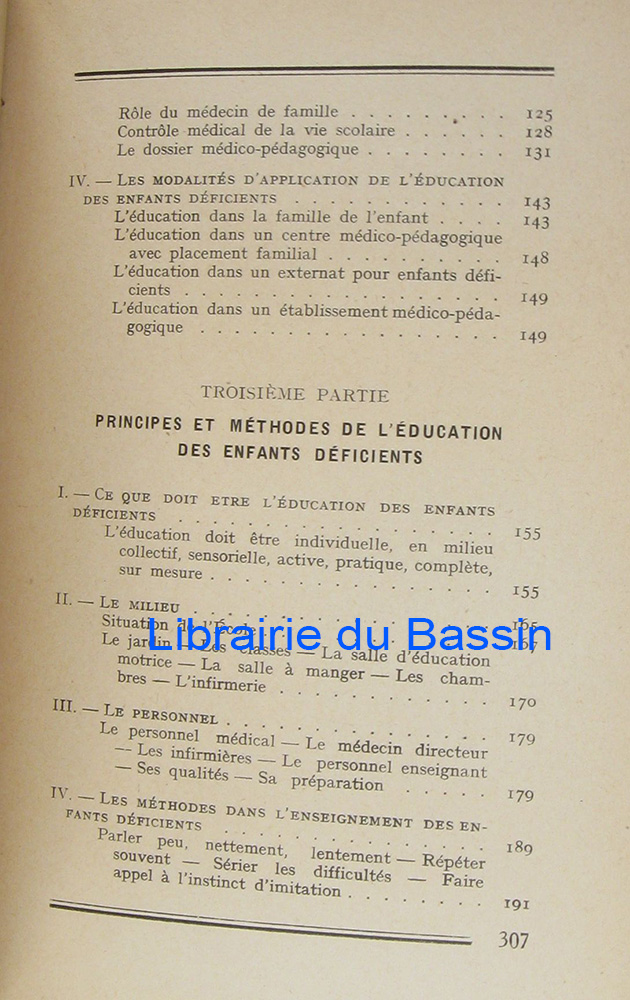 Rôle du médecin de famille . . . . . . . . . 125
Contrôle médical de la vie scolaire . . . . . . 128
Le dossier médico-pédagogique . . . . . . . . 131
IV. — Les modalités d'application de l'éducation
des enfants déficients . . . . . . . . . . . . 143
L'éducation dans la famille de l'enfant . . . . 143
L'éducation dans un centre médico-pédagogique
avec placement familial . . . . . . . . . . 148
L'éducation dans un externat pour enfants défi-
cients . . . . . . . . . . . . . . . . . 149
L'éducation dans un établissement médico-péda-
gogique . . . . . . . . . . . . . . . . 149
TROISIÈME PARTIE
PRINCIPES ET MÉTHODES DE L'ÉDUCATION
DES ENFANTS DÉFICIENTS
I. — Ce que doit etre l'éducation des enfants
déficients . . . . . . . . . . . . . . . . 155
L'éducation doit être individuelle, en milieu
collectif, sensorielle, active, pratique, complète,
sur mesure . . . . . . . . . . . . . . . 155
II. — Le milieu . . . . . . . . . . . . . . . 165
Situation de l'École . . . . . . . . . . . 167
Librairie du Bassin
Le jardin — Les classes — La salle d'éducation
motrice — La salle à manger — Les cham-
bres — L'infirmerie . . . . . . . . . . . 170
III. — Le personnel . . . . . . . . . . . . . 179
Le personnel médical — Le médecin directeur
— Les infirmières — Le personnel enseignant
— Ses qualités — Sa préparation . . . . . 179
IV. — Les méthodes dans l'enseignement des en-
fants déficients . . . . . . . . . . . . . . 189
Parler peu, nettement, lentement — Répéter
souvent — Sérier les difficultés — Faire
appel à l'instinct d'imitation . . . . . . . . 191
307